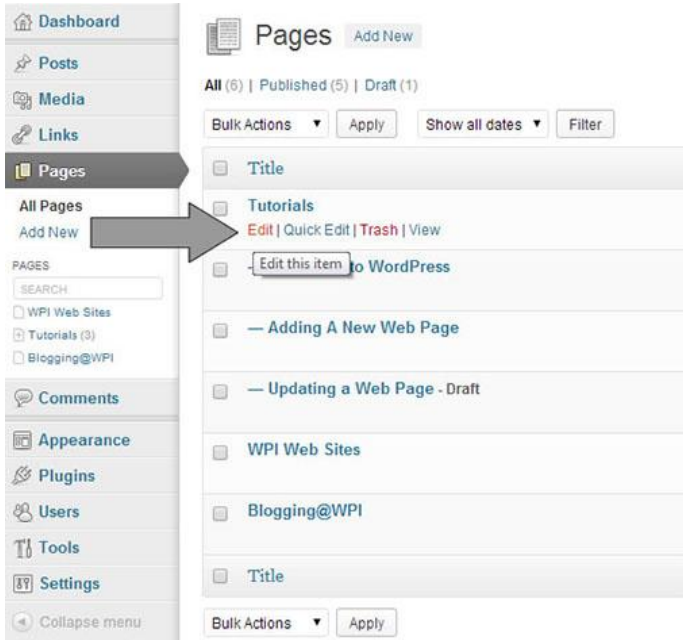 Dashboard
Posts
Media
Links
Pages
All Pages
Add New
PAGES
SEARCH
WPI Web Sites
Tutorials (3)
Blogging@WPI
Comments
Appearance
Plugins
Users
Tools
Settings
Collapse menu
Pages Add New
All (6) | Published (5) | Draft (1)
Bulk Actions Apply Show all dates Filter
Title
Tutorials
Edit | Quick Edit | Trash | View
Edit this item
to WordPress
— Adding A New Web Page
— Updating a Web Page - Draft
WPI Web Sites
Blogging@WPI
Title
Bulk Actions Apply